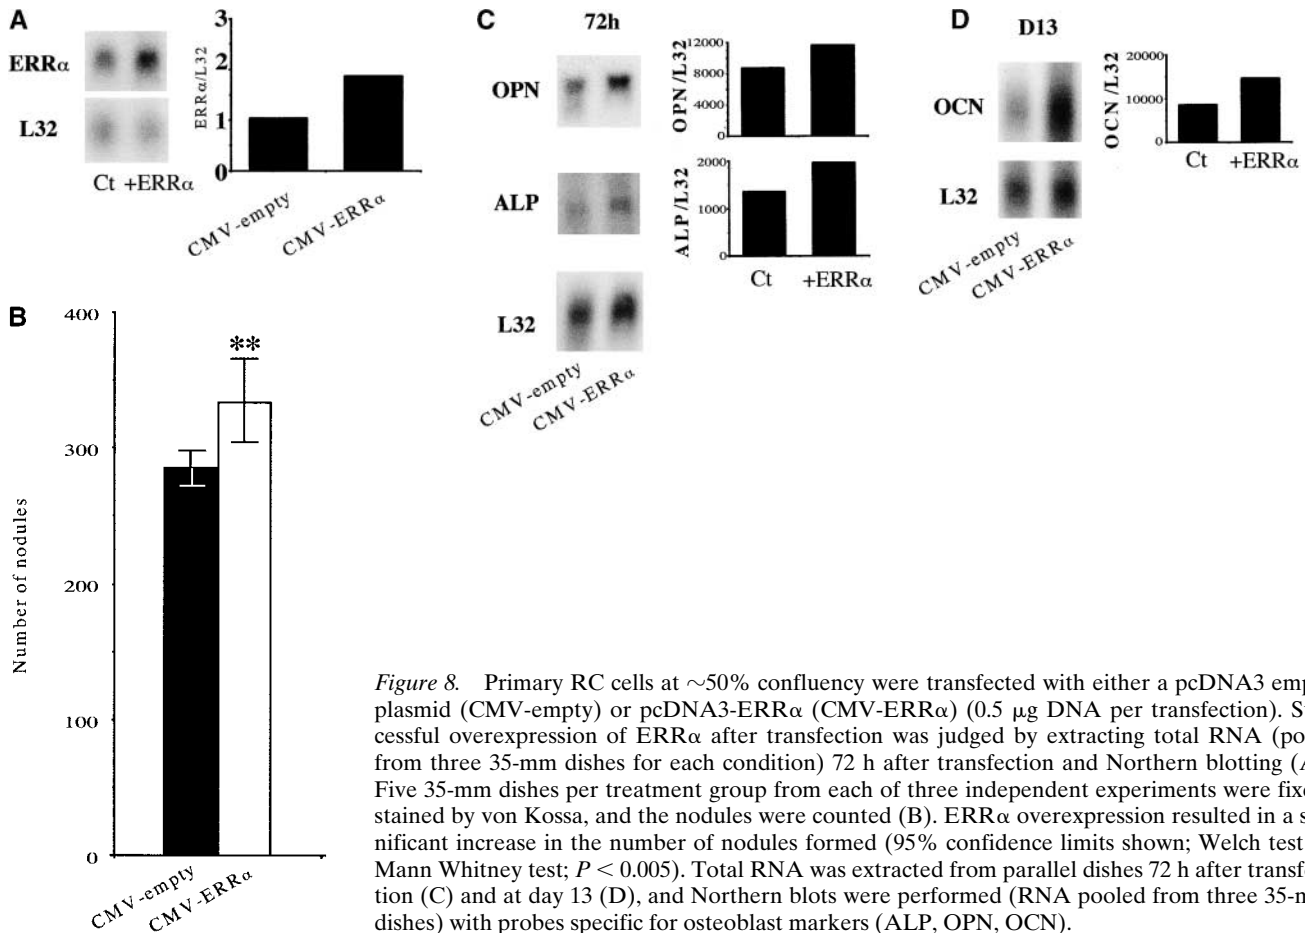 A
ERRα
L32
Ct +ERRα
ERRα/L32
3
2
1
0
CMV-empty
CMV-ERRα
B
Number of nodules
400
300
200
100
0
**
CMV-empty
CMV-ERRα
C
72h
OPN
ALP
L32
CMV-empty
CMV-ERRα
OPN/L32
12000
8000
4000
0
ALP/L32
2000
1000
0
Ct +ERRα
D
D13
OCN
L32
CMV-empty
CMV-ERRα
OCN/L32
20000
10000
0
Ct +ERRα
Figure 8. Primary RC cells at ~50% confluency were transfected with either a pcDNA3 emp
plasmid (CMV-empty) or pcDNA3-ERRα (CMV-ERRα) (0.5 μg DNA per transfection). S
cessful overexpression of ERRα after transfection was judged by extracting total RNA (poo
from three 35-mm dishes for each condition) 72 h after transfection and Northern blotting (A
Five 35-mm dishes per treatment group from each of three independent experiments were fixe
stained by von Kossa, and the nodules were counted (B). ERRα overexpression resulted in a s
nificant increase in the number of nodules formed (95% confidence limits shown; Welch test
Mann Whitney test; P < 0.005). Total RNA was extracted from parallel dishes 72 h after transfe
tion (C) and at day 13 (D), and Northern blots were performed (RNA pooled from three 35-m
dishes) with probes specific for osteoblast markers (ALP, OPN, OCN).